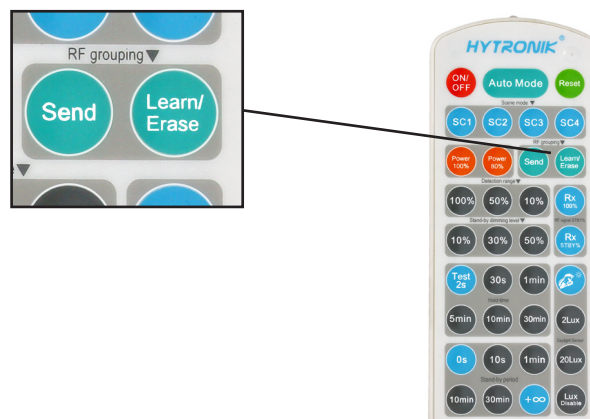 RF grouping▼
Send
Learn/
Erase
HYTRONIK®
ON/
OFF
Auto Mode
Reset
Scene mode ▼
SC1 SC2 SC3 SC4
RF grouping▼
Power
100%
Power
80%
Send
Learn/
Erase
Detection range▼
100% 50% 10%
Rx
100%
Stand-by dimming level▼
10% 30% 50%
Rx
STBY%
Test
2s
30s 1min
Hold-time
5min 10min 30min 2Lux
Daylight sensor
0s 10s 1min 20Lux
Stand-by period
10min 30min +∞
Lux
Disable